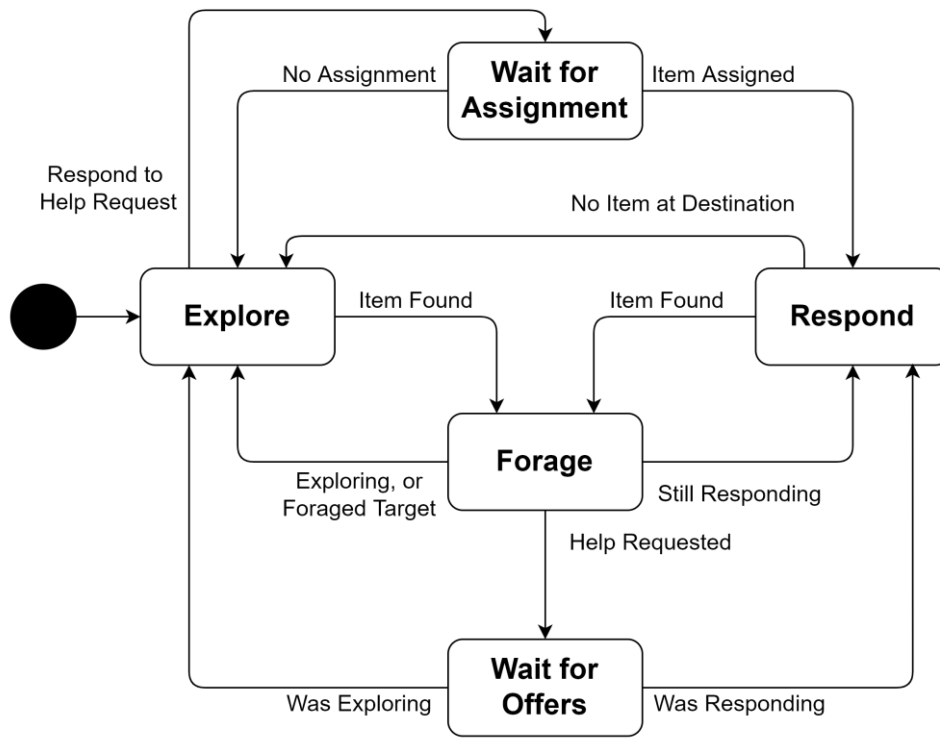 Wait for
Assignment
No Assignment
Item Assigned
Respond to
Help Request
No Item at Destination
Explore
Item Found
Item Found
Respond
Forage
Exploring, or
Foraged Target
Still Responding
Help Requested
Wait for
Offers
Was Exploring
Was Responding